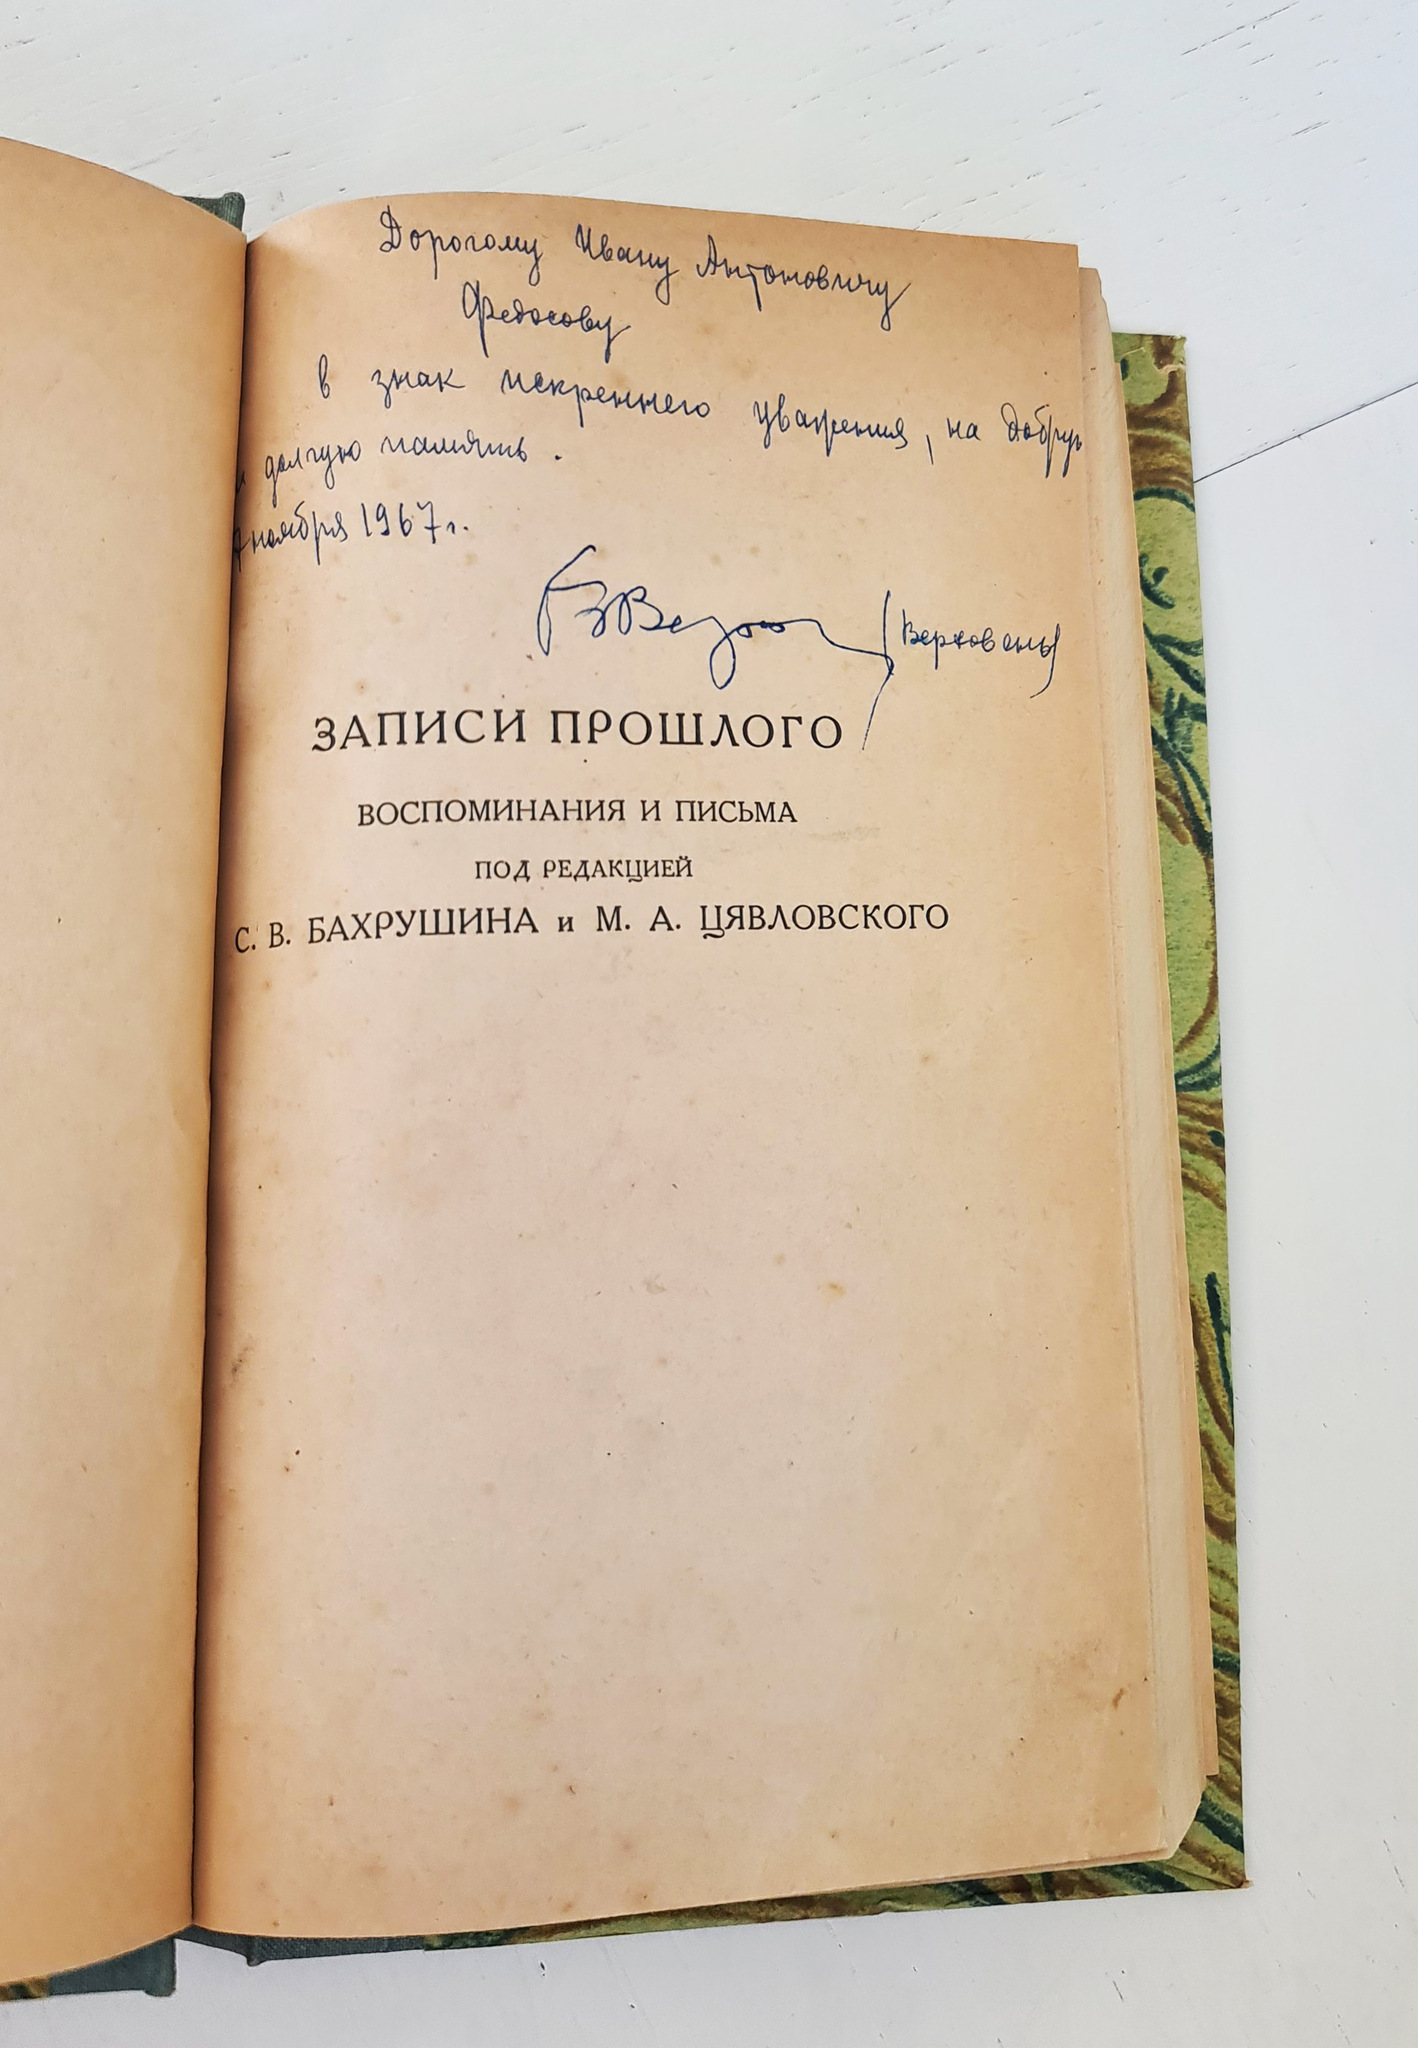 Дорогому Ивану Антоновичу
Федосову
в знак искреннего уважения, на добрую
и долгую память.
7 ноября 1967 г.
ЗАПИСИ ПРОШЛОГО
ВОСПОМИНАНИЯ И ПИСЬМА
ПОД РЕДАКЦИЕЙ
С. В. БАХРУШИНА и М. А. ЦЯВЛОВСКОГО